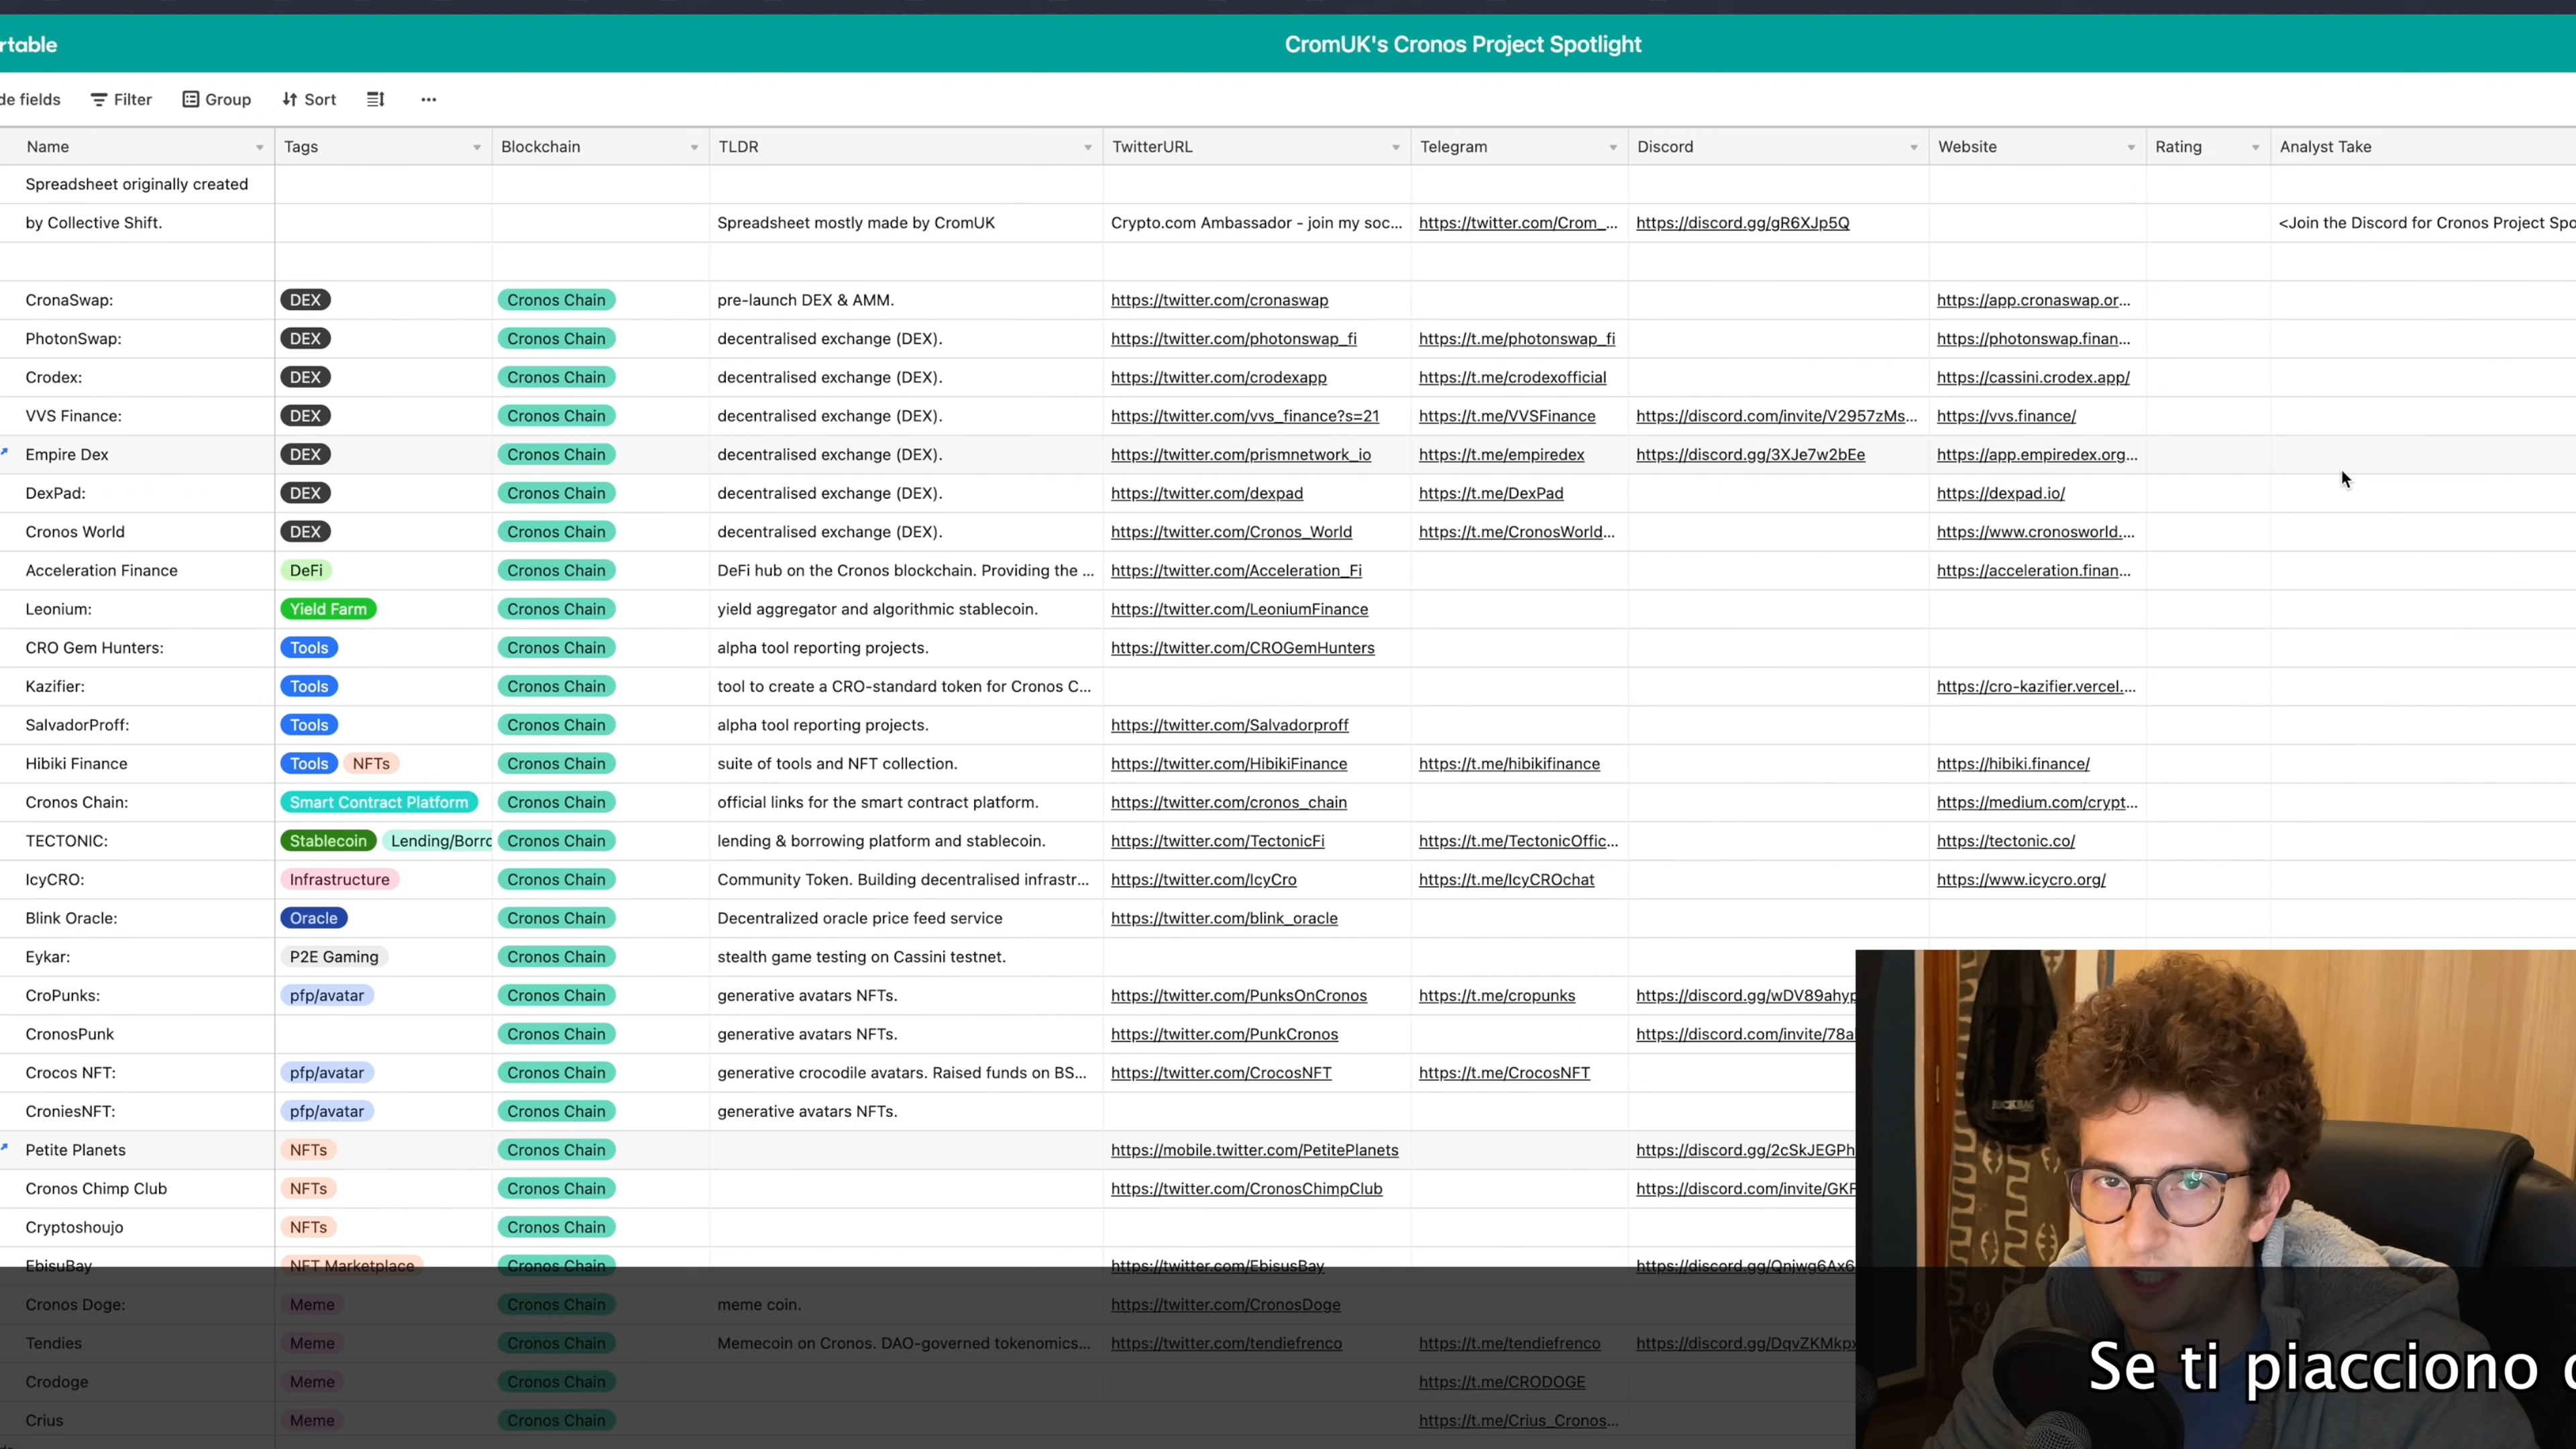 rtable
CromUK's Cronos Project Spotlight
de fields Filter Group Sort ...
Name Tags Blockchain TLDR TwitterURL Telegram Discord Website Rating Analyst Take
Spreadsheet originally created
by Collective Shift. Spreadsheet mostly made by CromUK Crypto.com Ambassador - join my soc... https://twitter.com/Crom_... https://discord.gg/gR6XJp5Q <Join the Discord for Cronos Project Spo
CronaSwap: DEX Cronos Chain pre-launch DEX & AMM. https://twitter.com/cronaswap https://app.cronaswap.or...
PhotonSwap: DEX Cronos Chain decentralised exchange (DEX). https://twitter.com/photonswap_fi https://t.me/photonswap_fi https://photonswap.finan...
Crodex: DEX Cronos Chain decentralised exchange (DEX). https://twitter.com/crodexapp https://t.me/crodexofficial https://cassini.crodex.app/
VVS Finance: DEX Cronos Chain decentralised exchange (DEX). https://twitter.com/vvs_finance?s=21 https://t.me/VVSFinance https://discord.com/invite/V2957zMs... https://vvs.finance/
Empire Dex DEX Cronos Chain decentralised exchange (DEX). https://twitter.com/prismnetwork_io https://t.me/empiredex https://discord.gg/3XJe7w2bEe https://app.empiredex.org...
DexPad: DEX Cronos Chain decentralised exchange (DEX). https://twitter.com/dexpad https://t.me/DexPad https://dexpad.io/
Cronos World DEX Cronos Chain decentralised exchange (DEX). https://twitter.com/Cronos_World https://t.me/CronosWorld... https://www.cronosworld....
Acceleration Finance DeFi Cronos Chain DeFi hub on the Cronos blockchain. Providing the ... https://twitter.com/Acceleration_Fi https://acceleration.finan...
Leonium: Yield Farm Cronos Chain yield aggregator and algorithmic stablecoin. https://twitter.com/LeoniumFinance
CRO Gem Hunters: Tools Cronos Chain alpha tool reporting projects. https://twitter.com/CROGemHunters
Kazifier: Tools Cronos Chain tool to create a CRO-standard token for Cronos C... https://cro-kazifier.vercel....
SalvadorProff: Tools Cronos Chain alpha tool reporting projects. https://twitter.com/Salvadorproff
Hibiki Finance Tools NFTs Cronos Chain suite of tools and NFT collection. https://twitter.com/HibikiFinance https://t.me/hibikifinance https://hibiki.finance/
Cronos Chain: Smart Contract Platform Cronos Chain official links for the smart contract platform. https://twitter.com/cronos_chain https://medium.com/crypt...
TECTONIC: Stablecoin Lending/Borro Cronos Chain lending & borrowing platform and stablecoin. https://twitter.com/TectonicFi https://t.me/TectonicOffic... https://tectonic.co/
IcyCRO: Infrastructure Cronos Chain Community Token. Building decentralised infrastr... https://twitter.com/IcyCro https://t.me/IcyCROchat https://www.icycro.org/
Blink Oracle: Oracle Cronos Chain Decentralized oracle price feed service https://twitter.com/blink_oracle
Eykar: P2E Gaming Cronos Chain stealth game testing on Cassini testnet.
CroPunks: pfp/avatar Cronos Chain generative avatars NFTs. https://twitter.com/PunksOnCronos https://t.me/cropunks https://discord.gg/wDV89ahyp
CronosPunk Cronos Chain generative avatars NFTs. https://twitter.com/PunkCronos https://discord.com/invite/78a
Crocos NFT: pfp/avatar Cronos Chain generative crocodile avatars. Raised funds on BS... https://twitter.com/CrocosNFT https://t.me/CrocosNFT
CroniesNFT: pfp/avatar Cronos Chain generative avatars NFTs.
Petite Planets NFTs Cronos Chain https://mobile.twitter.com/PetitePlanets https://discord.gg/2cSkJEGPh
Cronos Chimp Club NFTs Cronos Chain https://twitter.com/CronosChimpClub https://discord.com/invite/GKF
Cryptoshoujo NFTs Cronos Chain
EbisuBay NFT Marketplace Cronos Chain https://twitter.com/EbisusBay https://discord.gg/Qnjwg6Ax6
Cronos Doge: Meme Cronos Chain meme coin. https://twitter.com/CronosDoge
Tendies Meme Cronos Chain Memecoin on Cronos. DAO-governed tokenomics... https://twitter.com/tendiefrenco https://t.me/tendiefrenco https://discord.gg/DqvZKMkpx
Crodoge Meme Cronos Chain https://t.me/CRODOGE
Crius Meme Cronos Chain https://t.me/Crius_Cronos...
Se ti piacciono